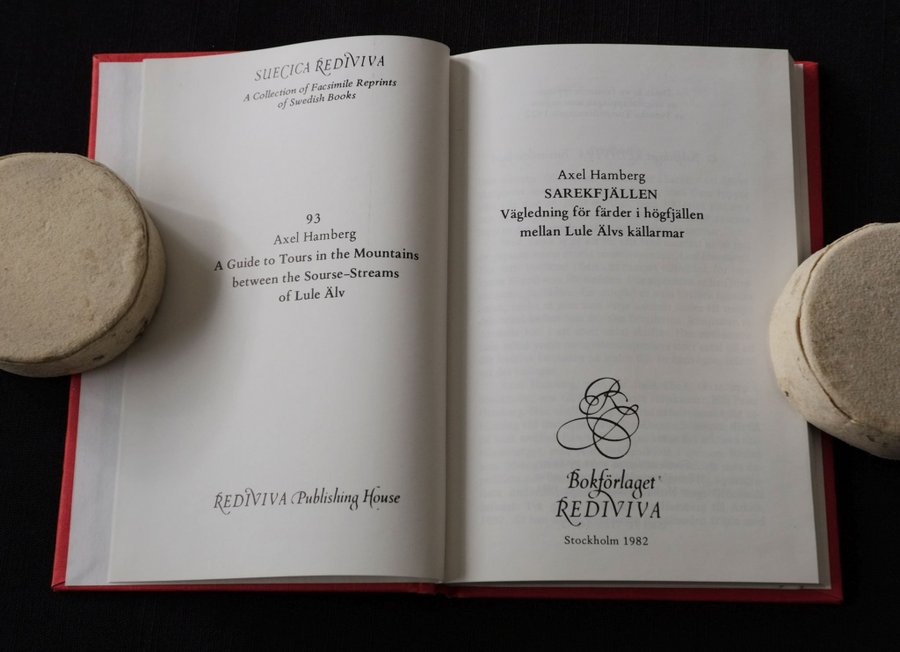 SUECICA REDIVIVA
A Collection of Facsimile Reprints
of Swedish Books
93
Axel Hamberg
A Guide to Tours in the Mountains
between the Sourse-Streams
of Lule Älv
REDIVIVA Publishing House
Axel Hamberg
SAREKFJÄLLEN
Vägledning för färder i högfjällen
mellan Lule Älvs källarmar
Bokförlaget
REDIVIVA
Stockholm 1982